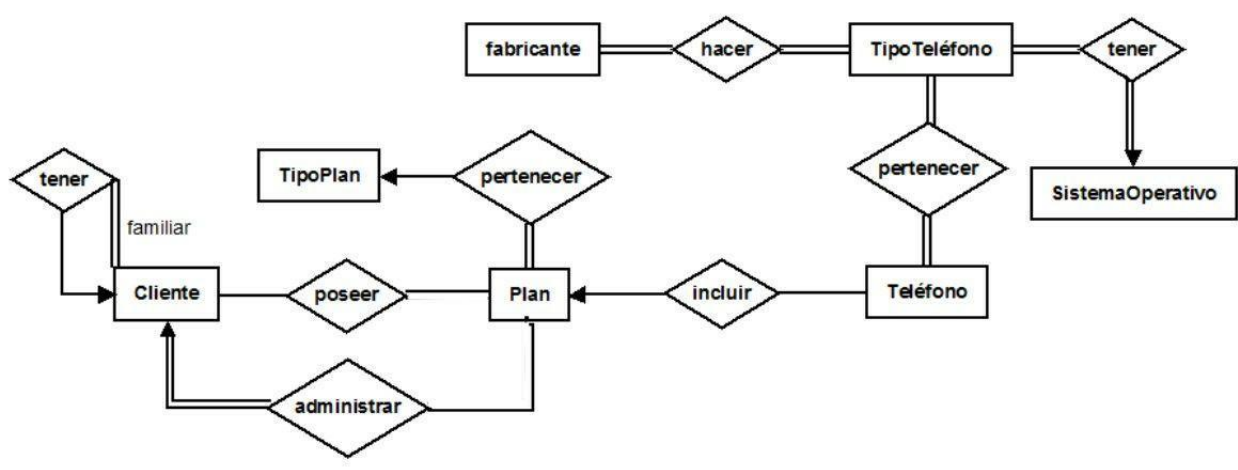 fabricante
hacer
TipoTeléfono
tener
TipoPlan
pertenecer
pertenecer
tener
SistemaOperativo
familiar
Cliente
poseer
Plan
incluir
Teléfono
administrar